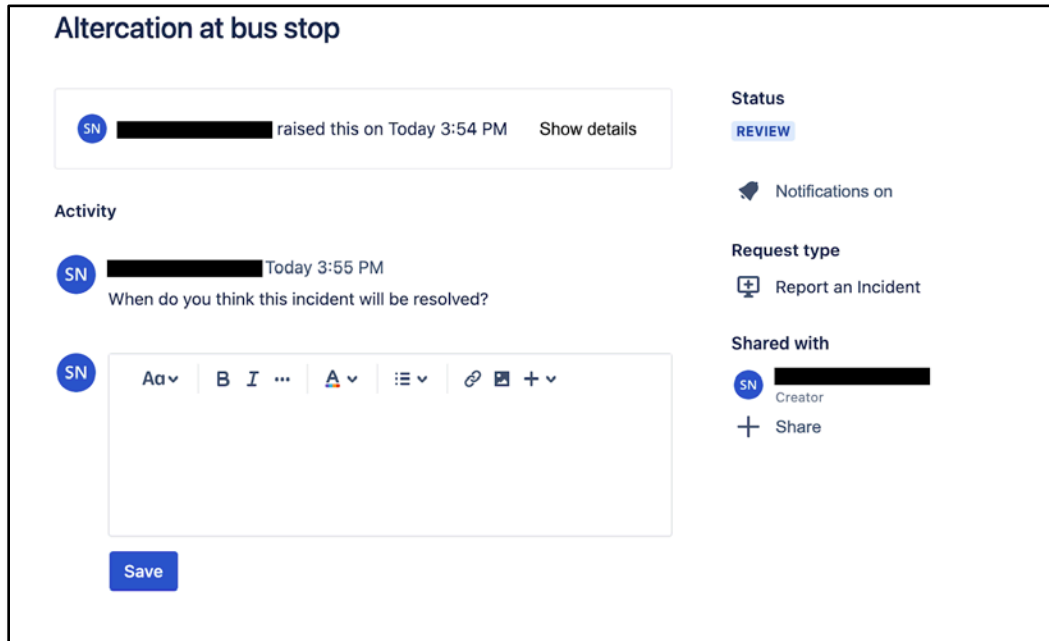 Altercation at bus stop
SN raised this on Today 3:54 PM Show details
Activity
SN Today 3:55 PM
When do you think this incident will be resolved?
SN Aa B I ... A
Save
Status
REVIEW
Notifications on
Request type
Report an Incident
Shared with
SN
Creator
Share